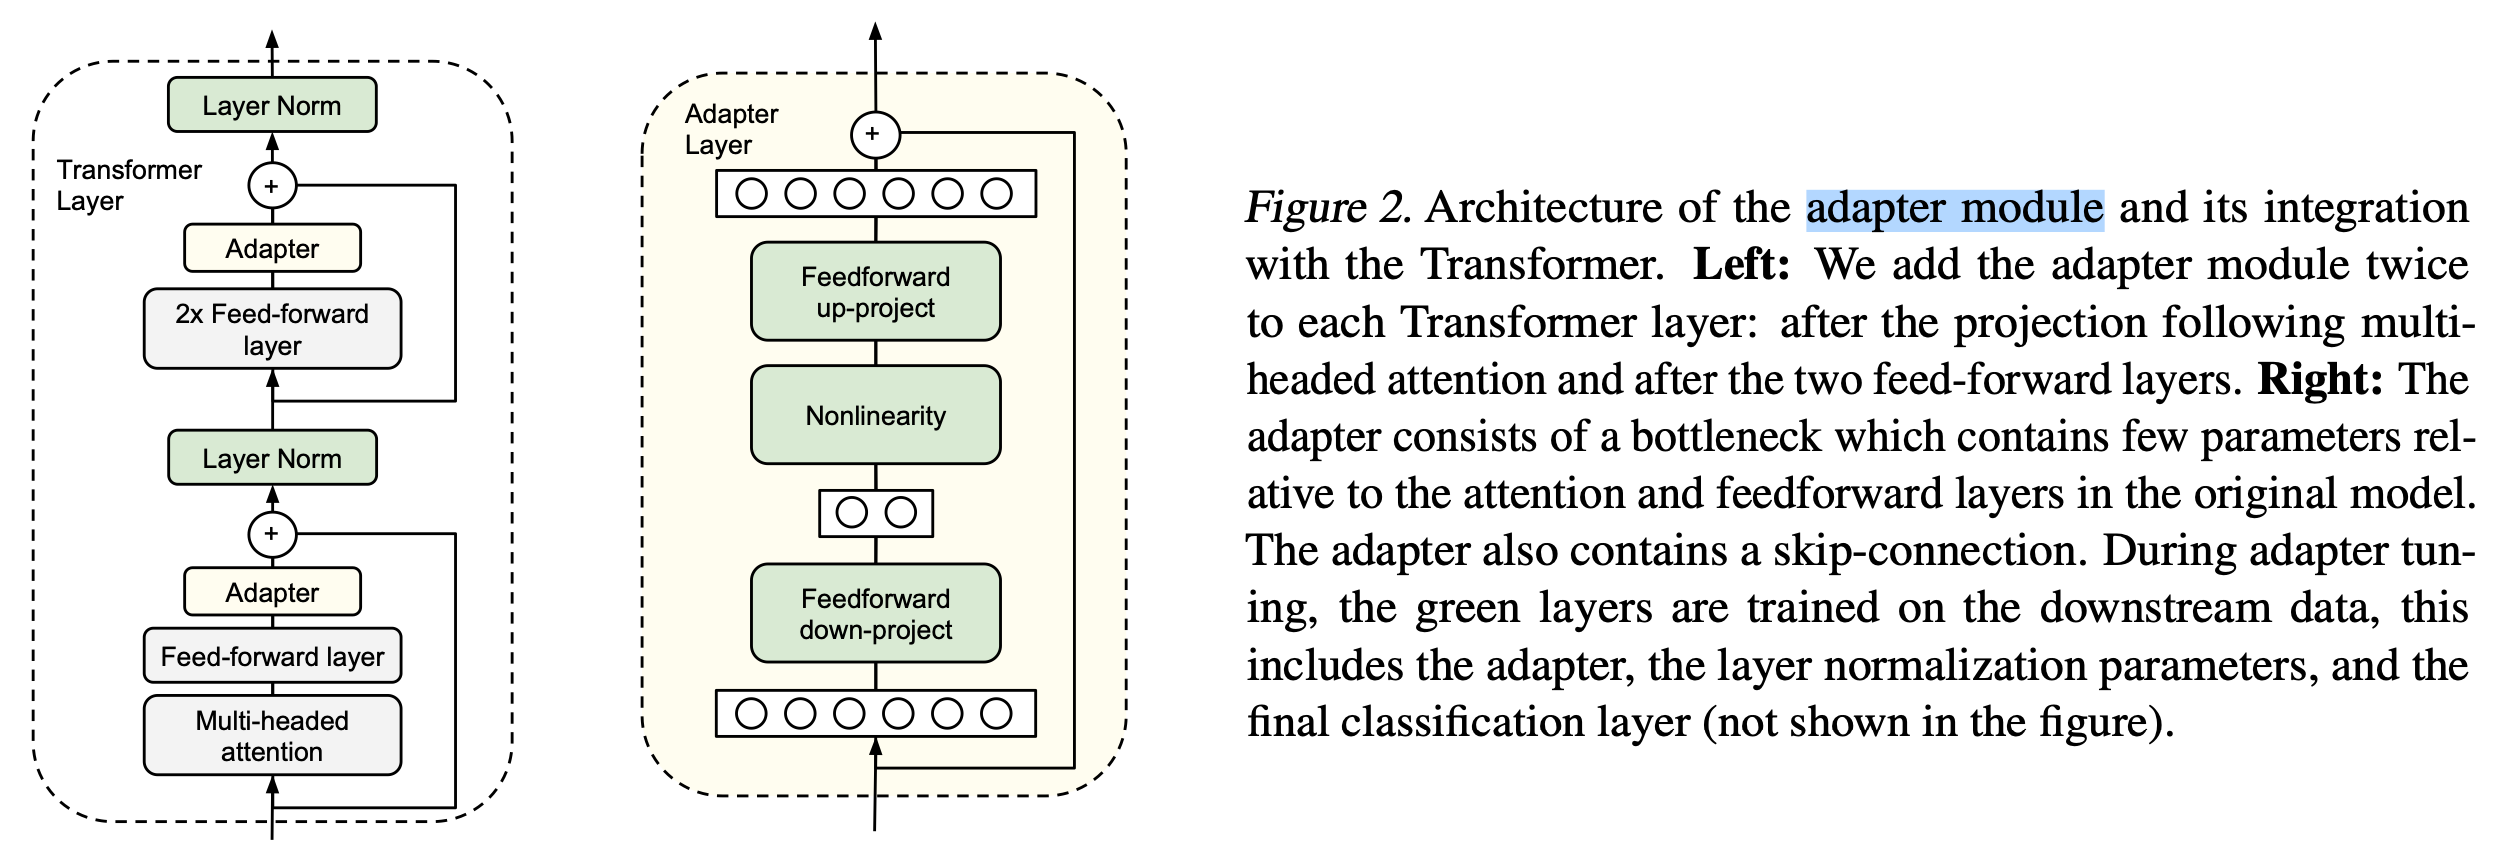 Layer Norm
+
Transformer
Layer
Adapter
2x Feed-forward
layer
Layer Norm
+
Adapter
Feed-forward layer
Multi-headed
attention
Adapter
Layer
+
Feedforward
up-project
Nonlinearity
Feedforward
down-project
Figure 2. Architecture of the adapter module and its integration
with the Transformer. Left: We add the adapter module twice
to each Transformer layer: after the projection following multi-
headed attention and after the two feed-forward layers. Right: The
adapter consists of a bottleneck which contains few parameters rel-
ative to the attention and feedforward layers in the original model.
The adapter also contains a skip-connection. During adapter tun-
ing, the green layers are trained on the downstream data, this
includes the adapter, the layer normalization parameters, and the
final classification layer (not shown in the figure).